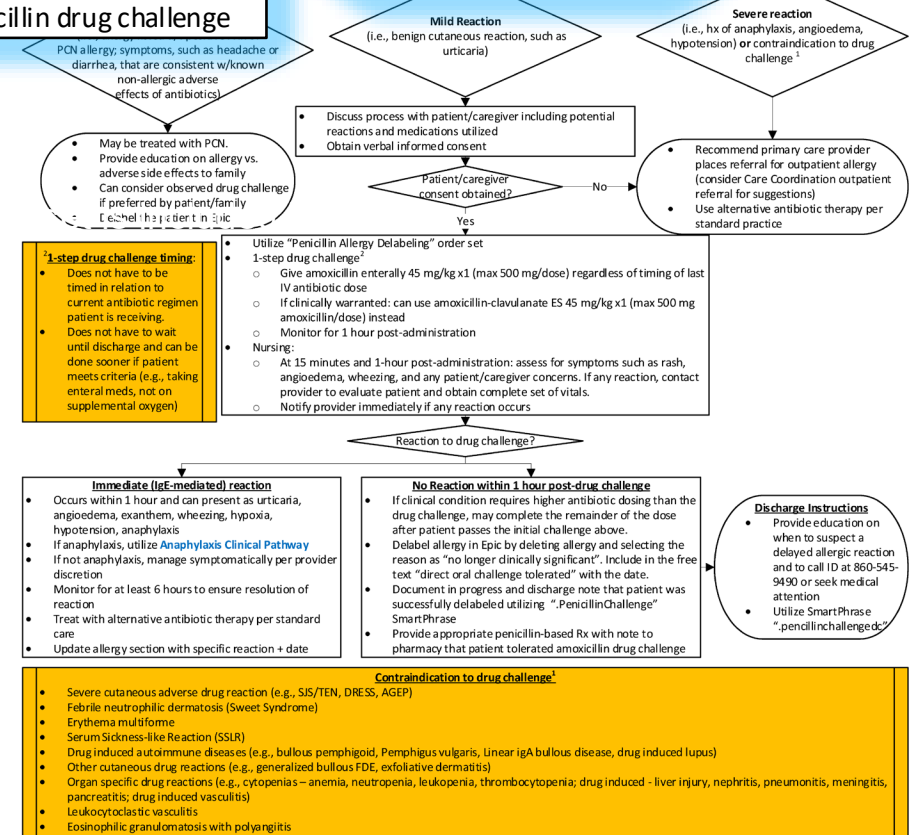 cillin drug challenge
PCN allergy; symptoms, such as headache or
diarrhea, that are consistent w/known
non-allergic adverse
effects of antibiotics)
Mild Reaction
(i.e., benign cutaneous reaction, such as
urticaria)
Severe reaction
(i.e., hx of anaphylaxis, angioedema,
hypotension) or contraindication to drug
challenge 1
• May be treated with PCN.
• Provide education on allergy vs.
adverse side effects to family
• Can consider observed drug challenge
if preferred by patient/family
• Delabel the patient in Epic
• Discuss process with patient/caregiver including potential
reactions and medications utilized
• Obtain verbal informed consent
Patient/caregiver
consent obtained?
No
Yes
• Recommend primary care provider
places referral for outpatient allergy
(consider Care Coordination outpatient
referral for suggestions)
• Use alternative antibiotic therapy per
standard practice
2 1-step drug challenge timing:
• Does not have to be
timed in relation to
current antibiotic regimen
patient is receiving.
• Does not have to wait
until discharge and can be
done sooner if patient
meets criteria (e.g., taking
enteral meds, not on
supplemental oxygen)
• Utilize “Penicillin Allergy Delabeling” order set
• 1-step drug challenge2
o Give amoxicillin enterally 45 mg/kg x1 (max 500 mg/dose) regardless of timing of last
IV antibiotic dose
o If clinically warranted: can use amoxicillin-clavulanate ES 45 mg/kg x1 (max 500 mg
amoxicillin/dose) instead
o Monitor for 1 hour post-administration
• Nursing:
o At 15 minutes and 1-hour post-administration: assess for symptoms such as rash,
angioedema, wheezing, and any patient/caregiver concerns. If any reaction, contact
provider to evaluate patient and obtain complete set of vitals.
o Notify provider immediately if any reaction occurs
Reaction to drug challenge?
Immediate (IgE-mediated) reaction
• Occurs within 1 hour and can present as urticaria,
angioedema, exanthem, wheezing, hypoxia,
hypotension, anaphylaxis
• If anaphylaxis, utilize Anaphylaxis Clinical Pathway
• If not anaphylaxis, manage symptomatically per provider
discretion
• Monitor for at least 6 hours to ensure resolution of
reaction
• Treat with alternative antibiotic therapy per standard
care
• Update allergy section with specific reaction + date
No Reaction within 1 hour post-drug challenge
• If clinical condition requires higher antibiotic dosing than the
drug challenge, may complete the remainder of the dose
after patient passes the initial challenge above.
• Delabel allergy in Epic by deleting allergy and selecting the
reason as “no longer clinically significant”. Include in the free
text “direct oral challenge tolerated” with the date.
• Document in progress and discharge note that patient was
successfully delabeled utilizing “.PenicillinChallenge”
SmartPhrase
• Provide appropriate penicillin-based Rx with note to
pharmacy that patient tolerated amoxicillin drug challenge
Discharge Instructions
• Provide education on
when to suspect a
delayed allergic reaction
and to call ID at 860-545-
9490 or seek medical
attention
• Utilize SmartPhrase
“.pencillinchallengedc”
Contraindication to drug challenge1
• Severe cutaneous adverse drug reaction (e.g., SJS/TEN, DRESS, AGEP)
• Febrile neutrophilic dermatosis (Sweet Syndrome)
• Erythema multiforme
• Serum Sickness-like Reaction (SSLR)
• Drug induced autoimmune diseases (e.g., bullous pemphigoid, Pemphigus vulgaris, Linear igA bullous disease, drug induced lupus)
• Other cutaneous drug reactions (e.g., generalized bullous FDE, exfoliative dermatitis)
• Organ specific drug reactions (e.g., cytopenias – anemia, neutropenia, leukopenia, thrombocytopenia; drug induced - liver injury, nephritis, pneumonitis, meningitis,
pancreatitis; drug induced vasculitis)
• Leukocytoclastic vasculitis
• Eosinophilic granulomatosis with polyangiitis